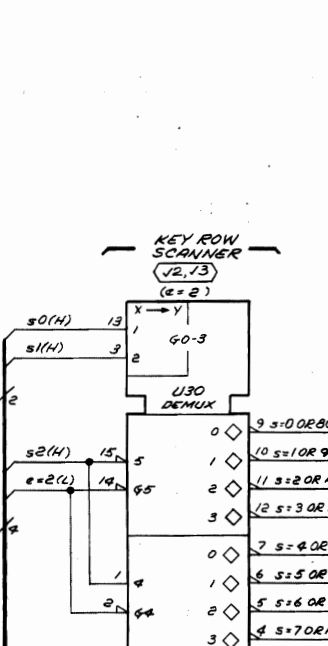 KEY ROW
SCANNER
J2, J3
(e=2)
X → Y
s0(H) 13 1
G0-3
s1(H) 3 2
2
U30
DEMUX
0 9 s=0 OR 8
s2(H) 15 5
1 10 s=1 OR 9
e=2(L) 14 G5
2 11 s=2 OR
3 12 s=3 OR
4
0 7 s=4 OR
1 4
1 6 s=5 OR
2 G4
2 5 s=6 OR
3 4 s=7 OR